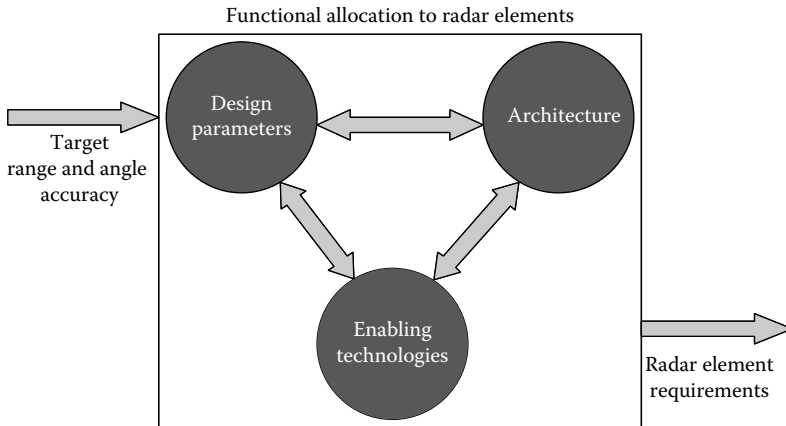 Functional allocation to radar elements
Design
parameters
Architecture
Target
range and angle
accuracy
Enabling
technologies
Radar element
requirements